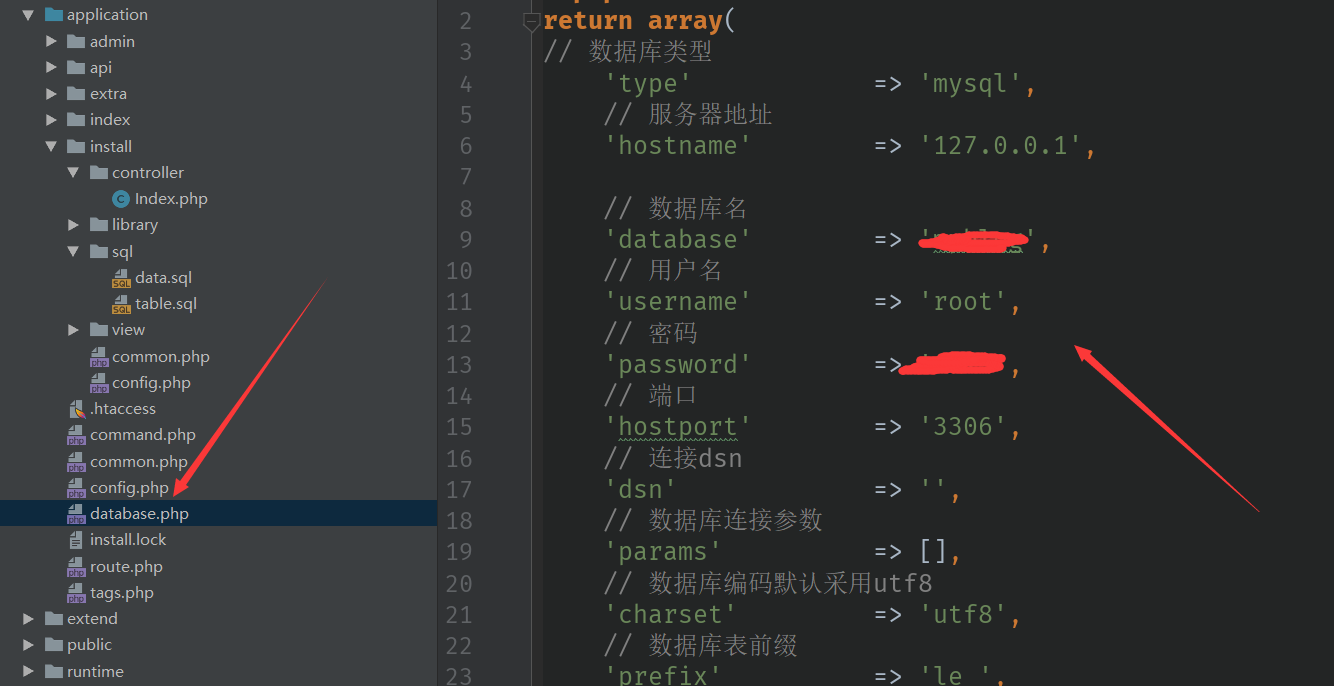 application
admin
api
extra
index
install
controller
Index.php
library
sql
data.sql
table.sql
view
common.php
config.php
.htaccess
command.php
common.php
config.php
database.php
install.lock
route.php
tags.php
extend
public
runtime
2 return array(
3 // 数据库类型
4 'type' => 'mysql',
5 // 服务器地址
6 'hostname' => '127.0.0.1',
7
8 // 数据库名
9 'database' => ',
10 // 用户名
11 'username' => 'root',
12 // 密码
13 'password' => ,
14 // 端口
15 'hostport' => '3306',
16 // 连接dsn
17 'dsn' => '',
18 // 数据库连接参数
19 'params' => [],
20 // 数据库编码默认采用utf8
21 'charset' => 'utf8',
22 // 数据库表前缀
23 'prefix' => 'le_',